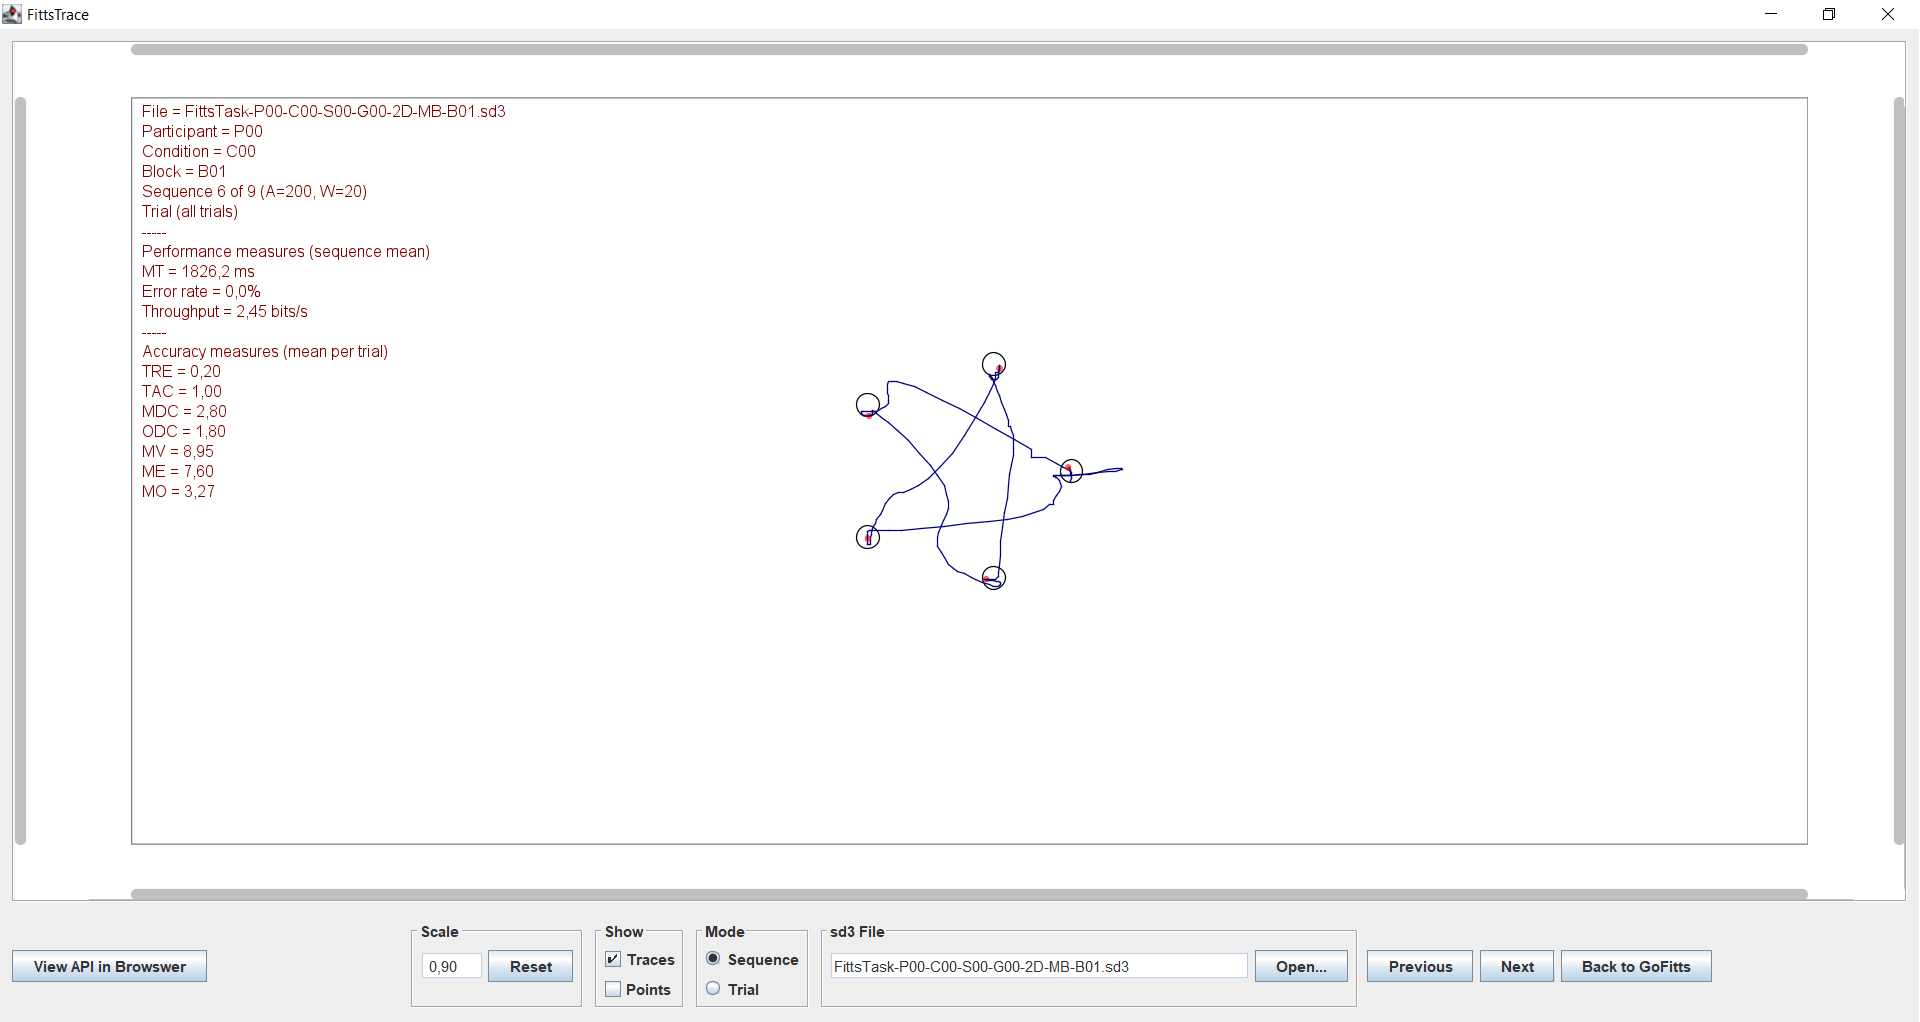 FittsTrace
File = FittsTask-P00-C00-S00-G00-2D-MB-B01.sd3
Participant = P00
Condition = C00
Block = B01
Sequence 6 of 9 (A=200, W=20)
Trial (all trials)
-----
Performance measures (sequence mean)
MT = 1826,2 ms
Error rate = 0,0%
Throughput = 2,45 bits/s
-----
Accuracy measures (mean per trial)
TRE = 0,20
TAC = 1,00
MDC = 2,80
ODC = 1,80
MV = 8,95
ME = 7,60
MO = 3,27
View API in Browswer
Scale
0,90 Reset
Show
Traces
Points
Mode
Sequence
Trial
sd3 File
FittsTask-P00-C00-S00-G00-2D-MB-B01.sd3 Open...
Previous Next Back to GoFitts